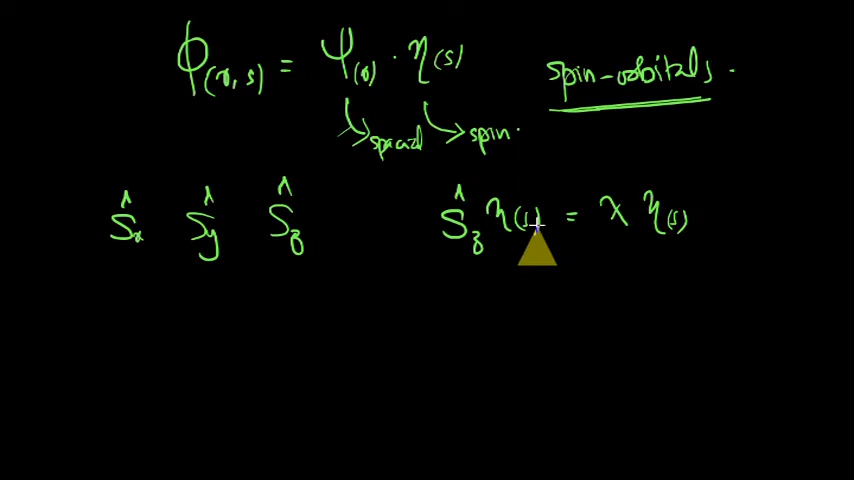 φ(r, s) = ψ(r) · η(s) spin-orbitals.
spacial spin.
Ŝx Ŝy Ŝz Ŝz η(s) = λ η(s)